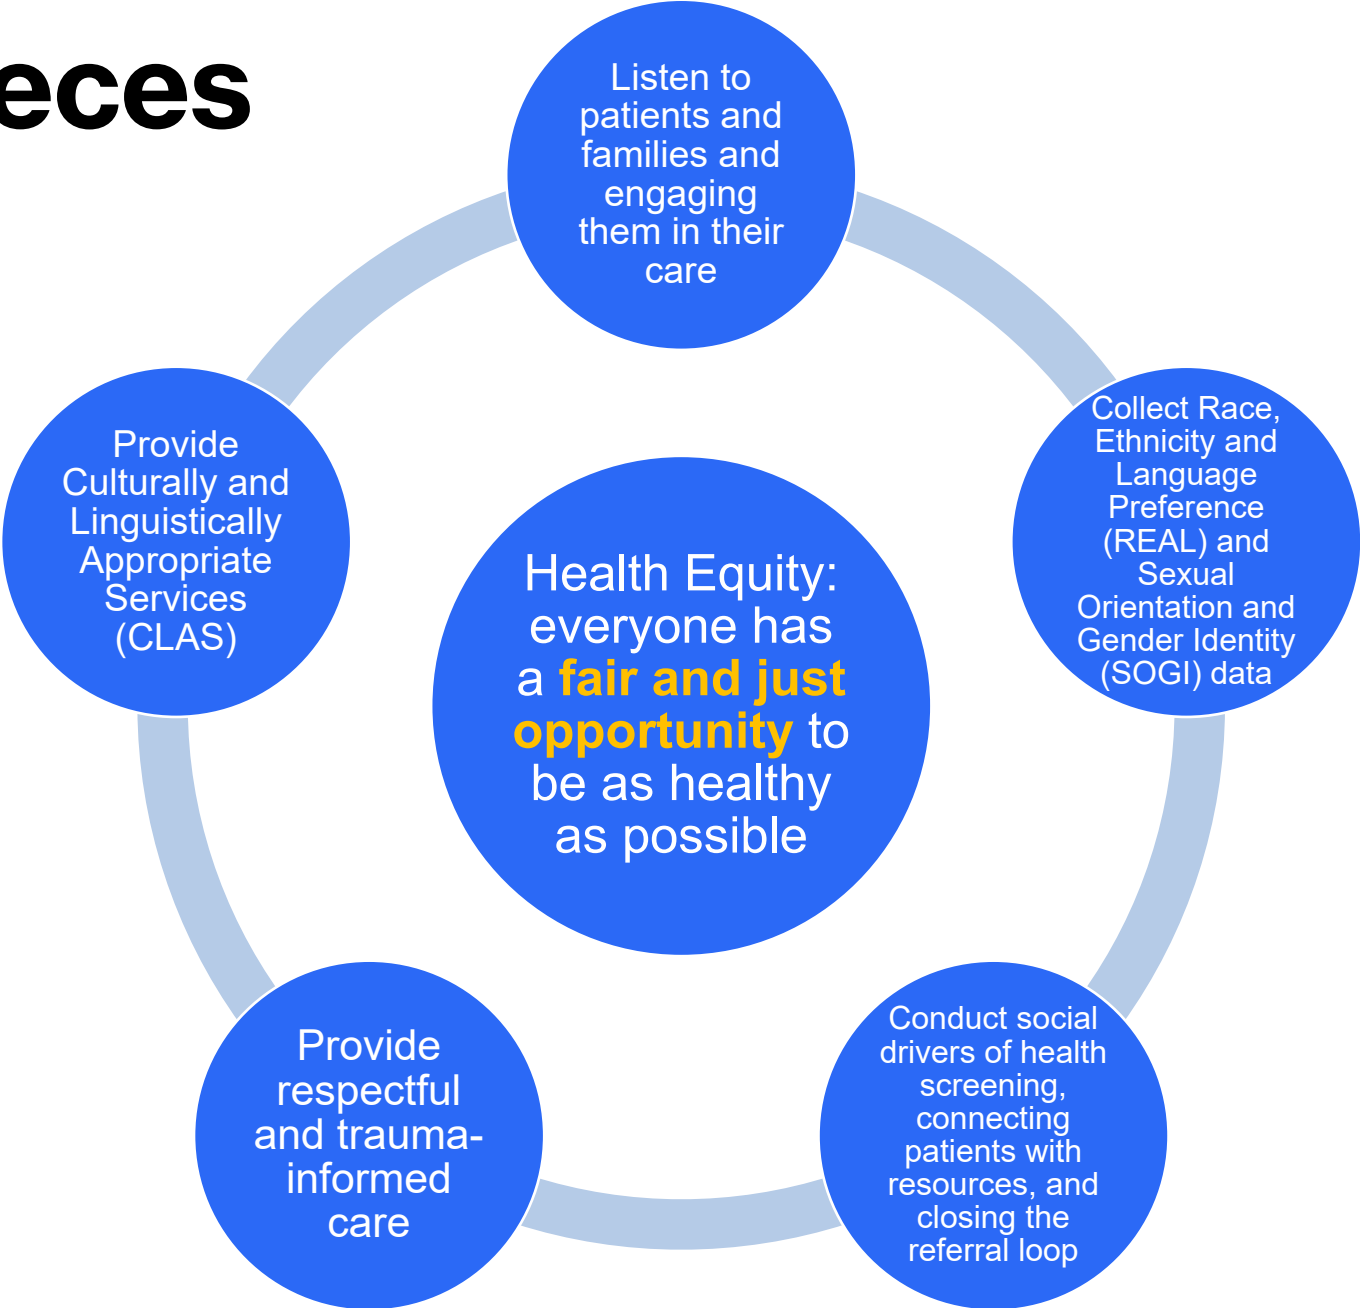 eces
Listen to
patients and
families and
engaging
them in their
care
Collect Race,
Ethnicity and
Language
Preference
(REAL) and
Sexual
Orientation and
Gender Identity
(SOGI) data
Conduct social
drivers of health
screening,
connecting
patients with
resources, and
closing the
referral loop
Provide
respectful
and trauma-
informed
care
Provide
Culturally and
Linguistically
Appropriate
Services
(CLAS)
Health Equity:
everyone has
a fair and just
opportunity to
be as healthy
as possible